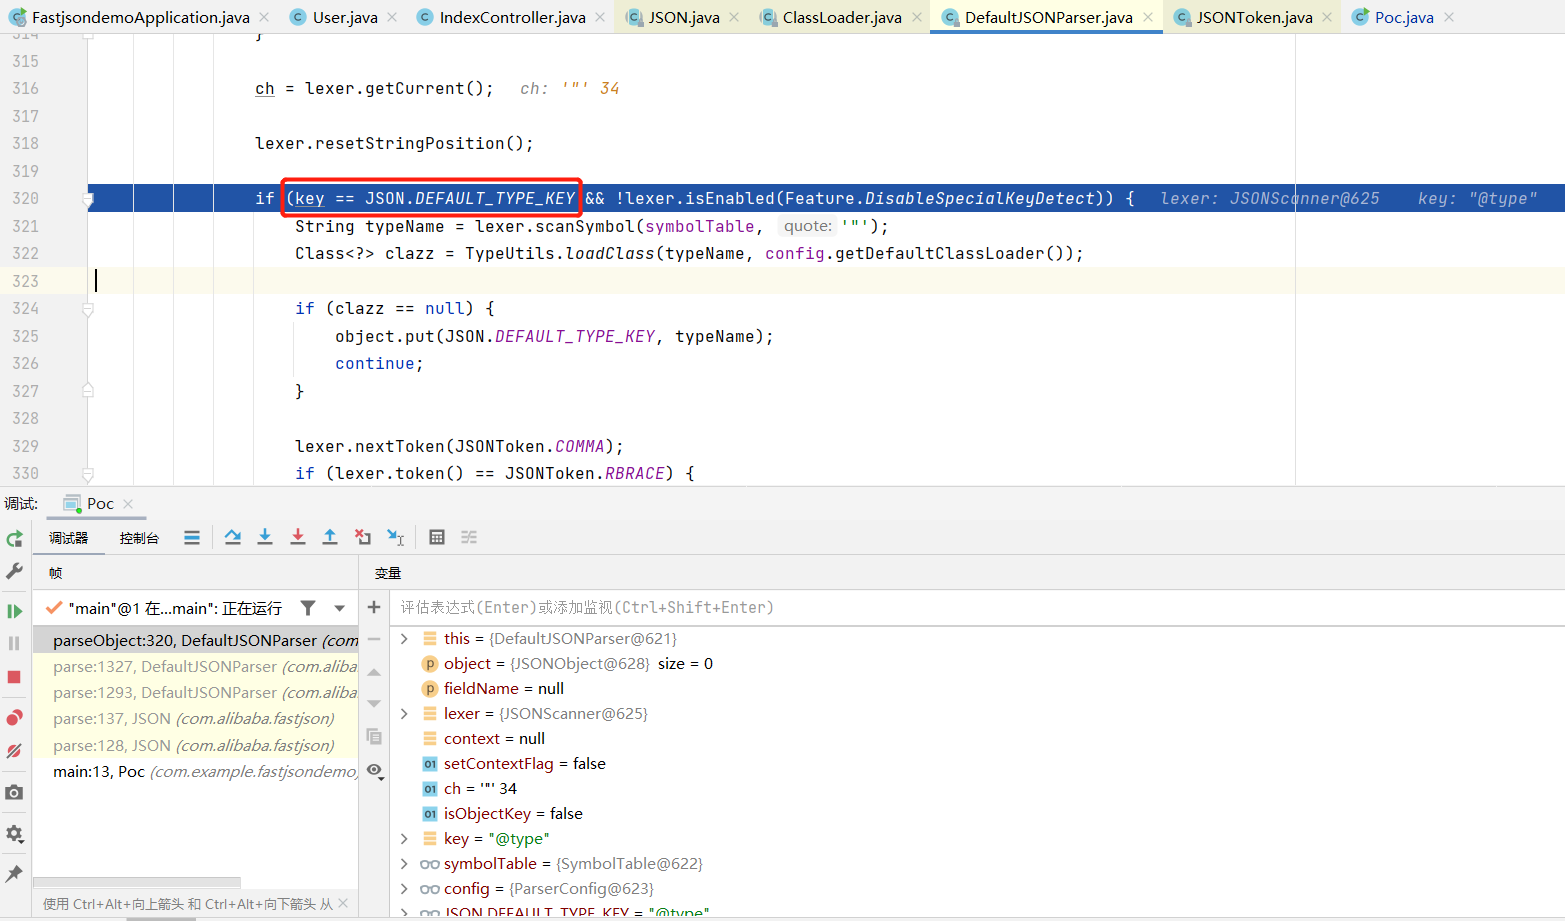 FastjsondemoApplication.java User.java IndexController.java JSON.java ClassLoader.java DefaultJSONParser.java JSONToken.java Poc.java
314 }
315
316 ch = lexer.getCurrent(); ch: '"' 34
317
318 lexer.resetStringPosition();
319
320 if (key == JSON.DEFAULT_TYPE_KEY && !lexer.isEnabled(Feature.DisableSpecialKeyDetect)) { lexer: JSONScanner@625 key: "@type"
321 String typeName = lexer.scanSymbol(symbolTable, quote: '"');
322 Class<?> clazz = TypeUtils.loadClass(typeName, config.getDefaultClassLoader());
323
324 if (clazz == null) {
325 object.put(JSON.DEFAULT_TYPE_KEY, typeName);
326 continue;
327 }
328
329 lexer.nextToken(JSONToken.COMMA);
330 if (lexer.token() == JSONToken.RBRACE) {
调试: Poc
调试器 控制台
帧
变量
"main"@1 在...main": 正在运行
评估表达式(Enter)或添加监视(Ctrl+Shift+Enter)
parseObject:320, DefaultJSONParser (com
parse:1327, DefaultJSONParser (com.aliba
parse:1293, DefaultJSONParser (com.aliba
parse:137, JSON (com.alibaba.fastjson)
parse:128, JSON (com.alibaba.fastjson)
main:13, Poc (com.example.fastjsondemo)
this = {DefaultJSONParser@621}
object = {JSONObject@628} size = 0
fieldName = null
lexer = {JSONScanner@625}
context = null
setContextFlag = false
ch = '"' 34
isObjectKey = false
key = "@type"
symbolTable = {SymbolTable@622}
config = {ParserConfig@623}
JSON.DEFAULT_TYPE_KEY = "@type"
使用 Ctrl+Alt+向上箭头 和 Ctrl+Alt+向下箭头 从